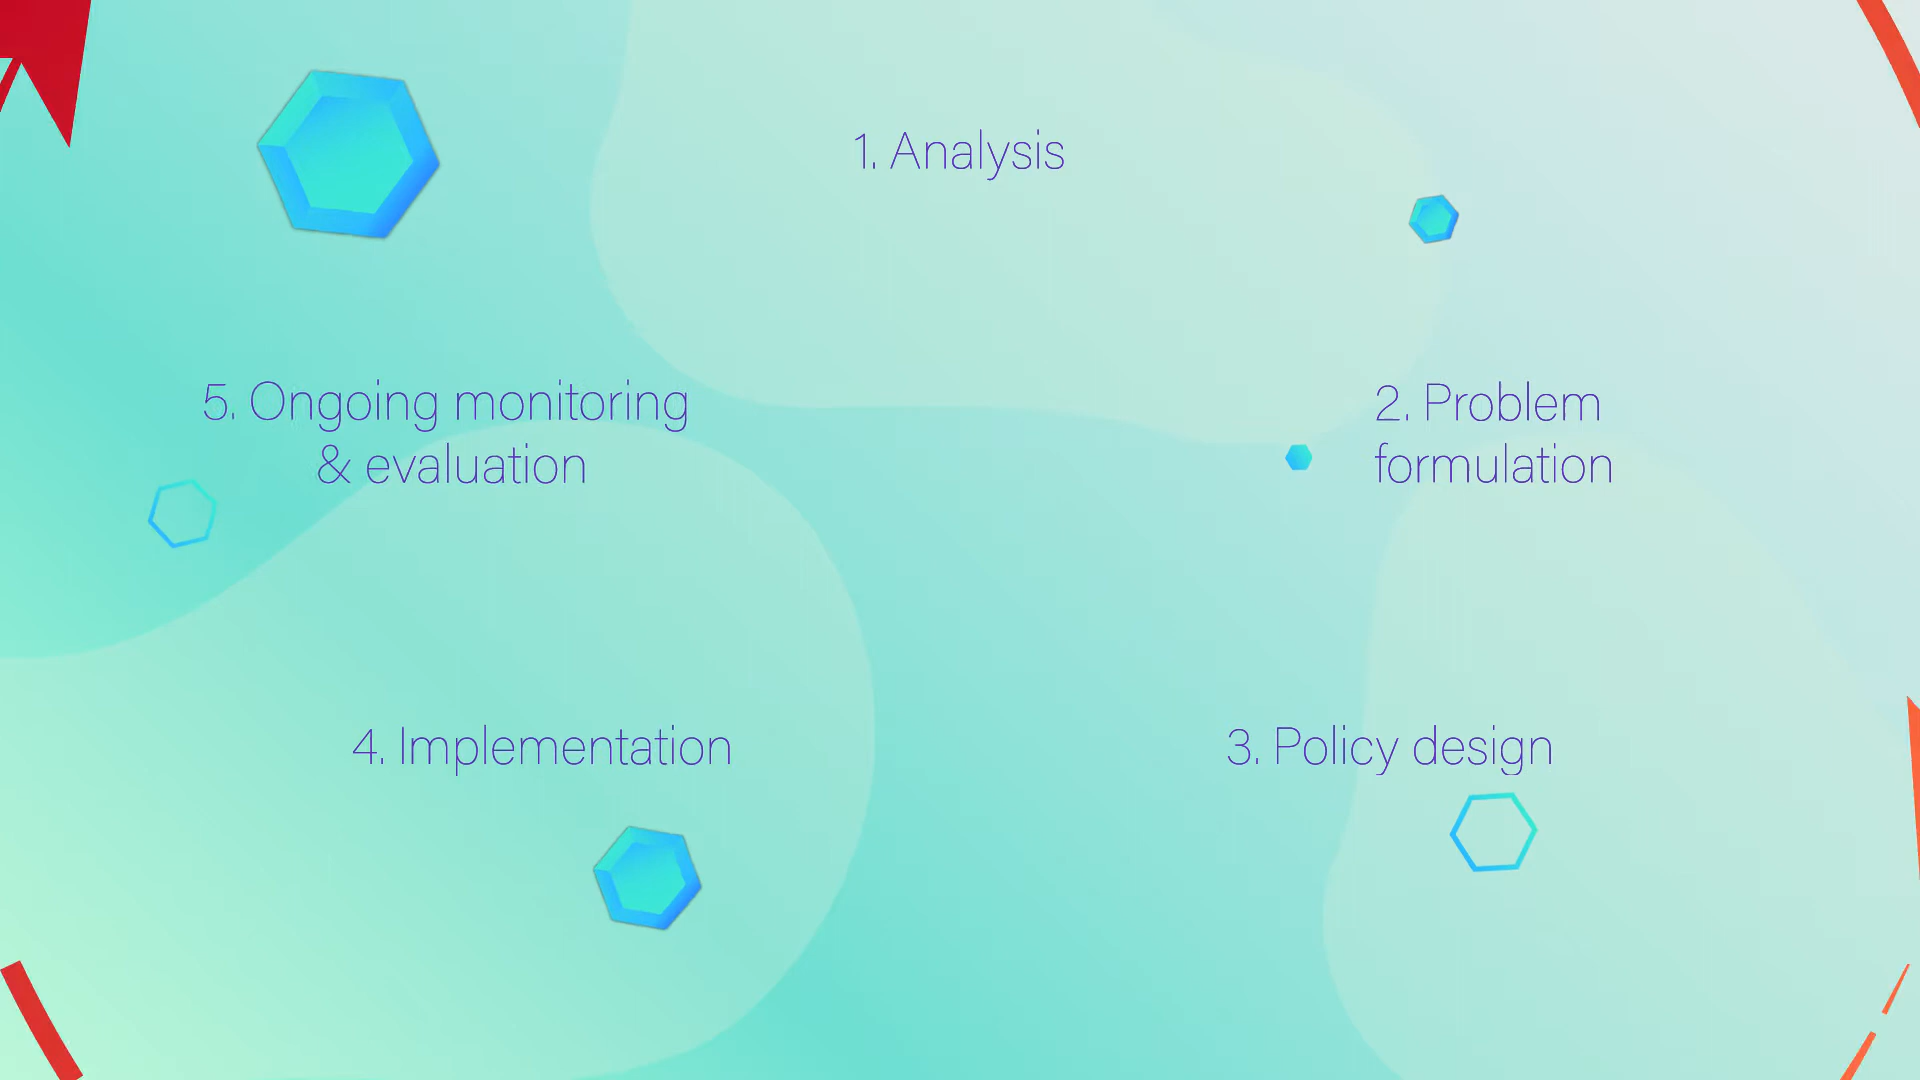 1. Analysis
2. Problem
formulation
3. Policy design
4. Implementation
5. Ongoing monitoring
& evaluation